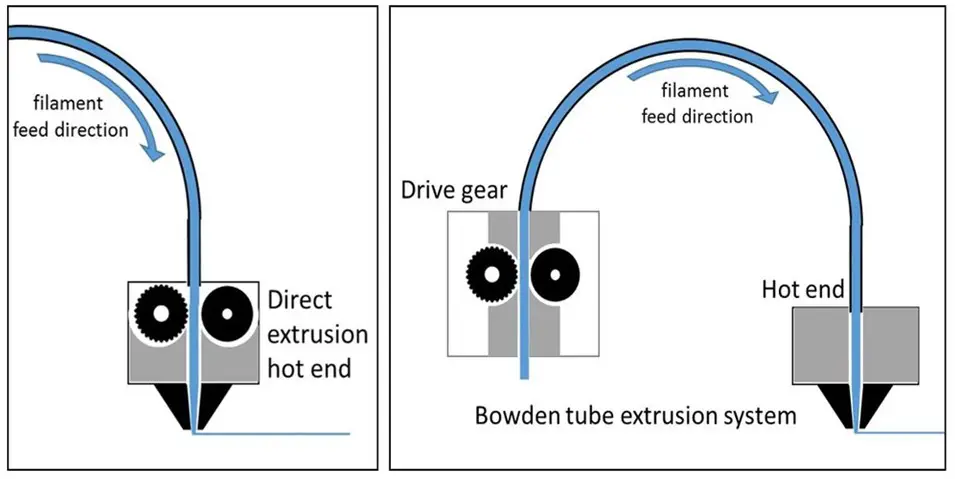 filament
feed direction
Direct
extrusion
hot end
filament
feed direction
Drive gear
Hot end
Bowden tube extrusion system